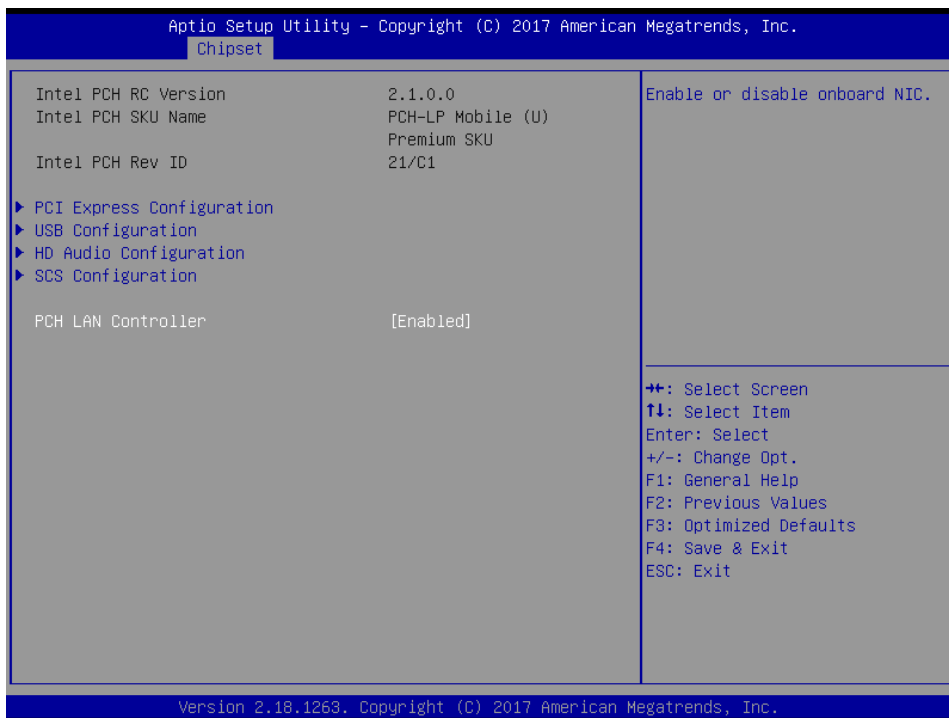 Aptio Setup Utility – Copyright (C) 2017 American Megatrends, Inc.
Chipset
Intel PCH RC Version 2.1.0.0
Intel PCH SKU Name PCH-LP Mobile (U)
Premium SKU
Intel PCH Rev ID 21/C1
▶ PCI Express Configuration
▶ USB Configuration
▶ HD Audio Configuration
▶ SCS Configuration
PCH LAN Controller [Enabled]
Enable or disable onboard NIC.
→←: Select Screen
↑↓: Select Item
Enter: Select
+/-: Change Opt.
F1: General Help
F2: Previous Values
F3: Optimized Defaults
F4: Save & Exit
ESC: Exit
Version 2.18.1263. Copyright (C) 2017 American Megatrends, Inc.